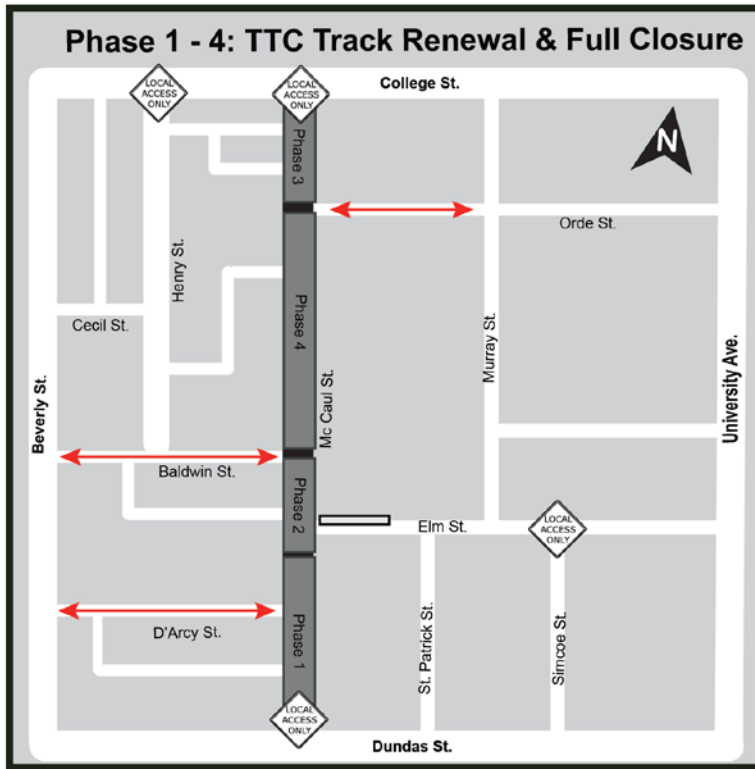 Phase 1 - 4: TTC Track Renewal & Full Closure
LOCAL
ACCESS
ONLY
LOCAL
ACCESS
ONLY
College St.
N
Phase 3
Orde St.
Henry St.
Phase 4
Cecil St.
Murray St.
Mc Caul St.
Beverly St.
University Ave.
Baldwin St.
Phase 2
Elm St.
LOCAL
ACCESS
ONLY
D'Arcy St.
Phase 1
St. Patrick St.
Simcoe St.
LOCAL
ACCESS
ONLY
Dundas St.